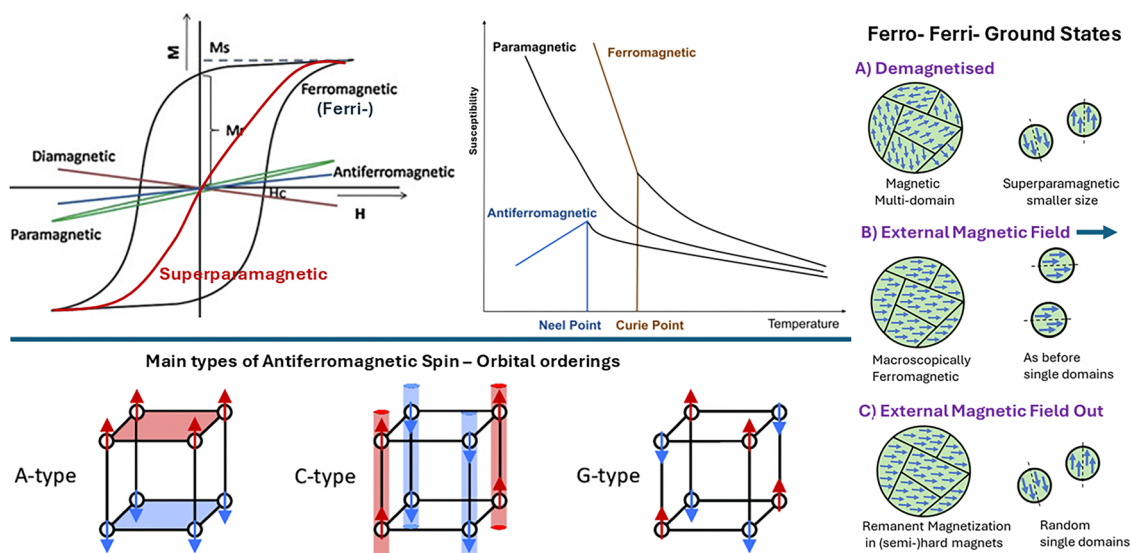 M
Ms
Ferromagnetic
(Ferri-)
Mr
Diamagnetic
Antiferromagnetic
Hc
H
Paramagnetic
Superparamagnetic
Susceptibility
Paramagnetic
Ferromagnetic
Antiferromagnetic
Neel Point
Curie Point
Temperature
Ferro- Ferri- Ground States
A) Demagnetised
Magnetic
Multi-domain
Superparamagnetic
smaller size
B) External Magnetic Field
Macroscopically
Ferromagnetic
As before
single domains
C) External Magnetic Field Out
Remanent Magnetization
in (semi-)hard magnets
Random
single domains
Main types of Antiferromagnetic Spin – Orbital orderings
A-type
C-type
G-type